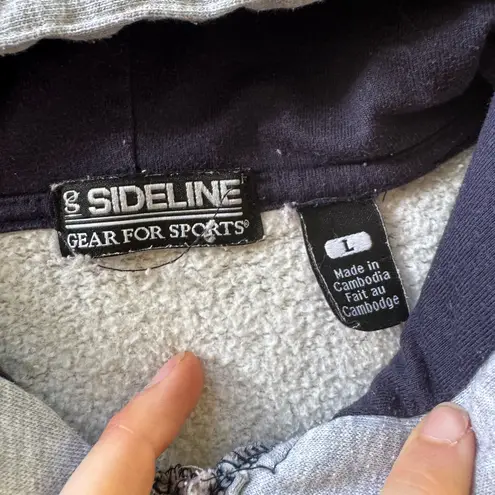 g SIDELINE
GEAR FOR SPORTS®
L
Made in
Cambodia
Fait au
Cambodge